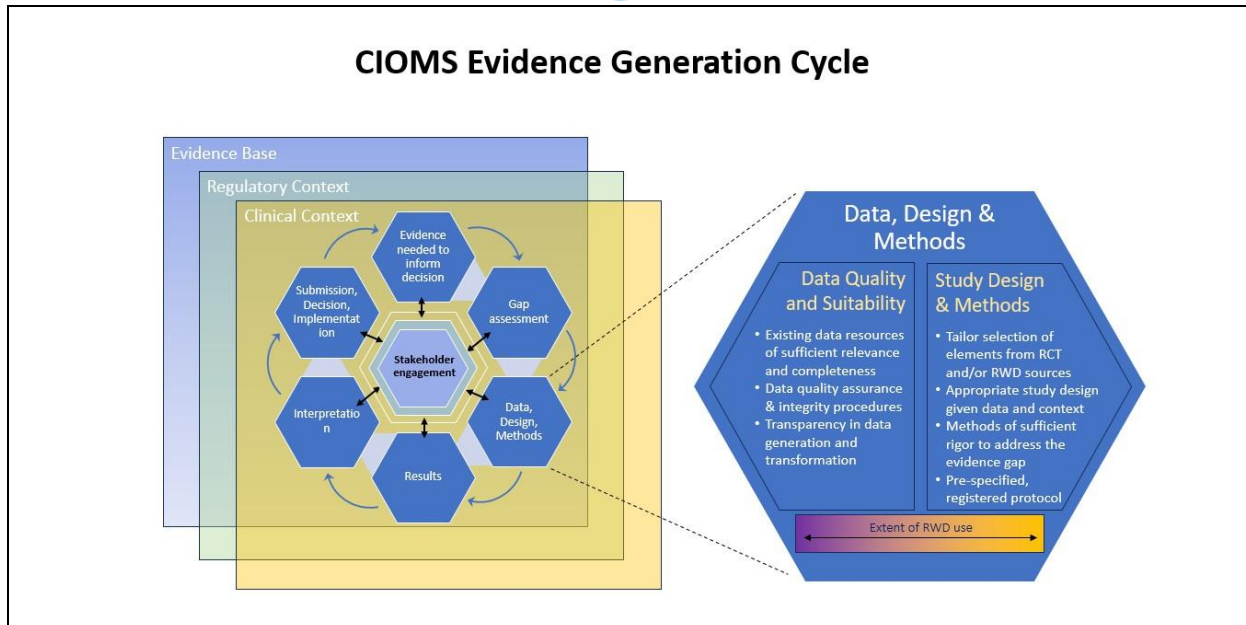 CIOMS Evidence Generation Cycle
Evidence Base
Regulatory Context
Clinical Context
Evidence
needed to
inform
decision
Gap
assessment
Data,
Design,
Methods
Results
Interpretatio
n
Submission,
Decision,
Implementat
ion
Stakeholder
engagement
Data, Design &
Methods
Data Quality
and Suitability
• Existing data resources
of sufficient relevance
and completeness
• Data quality assurance
& integrity procedures
• Transparency in data
generation and
transformation
Study Design
& Methods
• Tailor selection of
elements from RCT
and/or RWD sources
• Appropriate study design
given data and context
• Methods of sufficient
rigor to address the
evidence gap
• Pre-specified,
registered protocol
Extent of RWD use